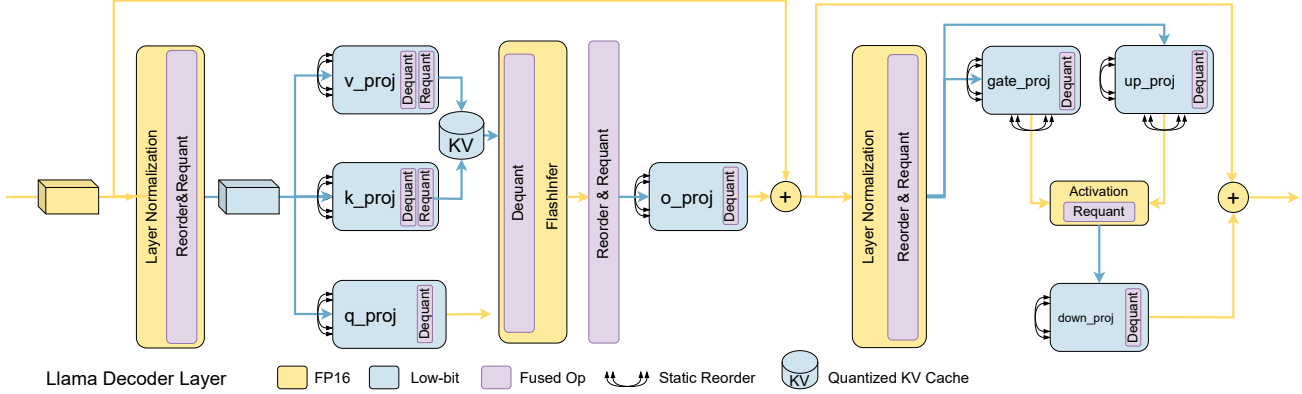 Layer Normalization
Reorder&Requant
v_proj
Dequant
Requant
k_proj
Dequant
Requant
q_proj
Dequant
KV
Dequant
FlashInfer
Reorder & Requant
o_proj
Dequant
+
Layer Normalization
Reorder & Requant
gate_proj
Dequant
up_proj
Dequant
Activation
Requant
down_proj
Dequant
+
Llama Decoder Layer
FP16
Low-bit
Fused Op
Static Reorder
KV
Quantized KV Cache